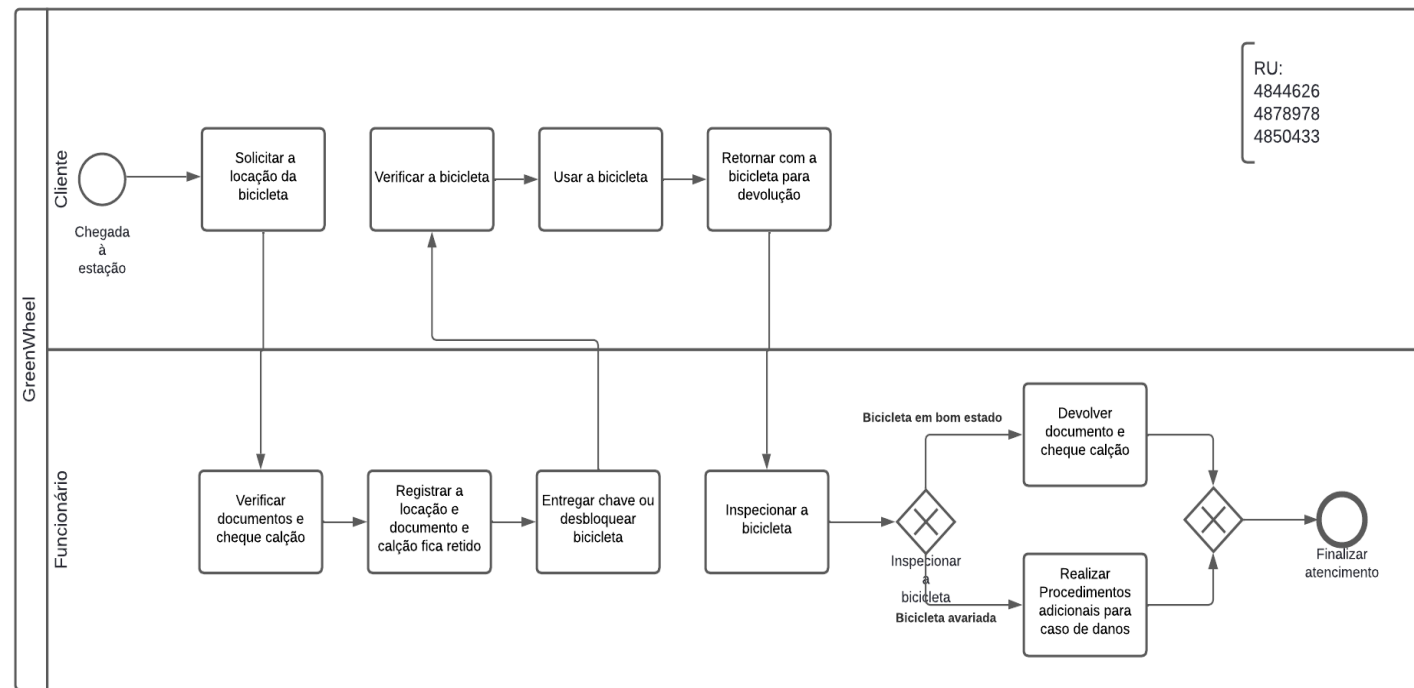 GreenWheel
Cliente
Chegada
à
estação
Solicitar a
locação da
bicicleta
Verificar a bicicleta
Usar a bicicleta
Retornar com a
bicicleta para
devolução
RU:
4844626
4878978
4850433
Funcionário
Verificar
documentos e
cheque calção
Registrar a
locação e
documento e
calção fica retido
Entregar chave ou
desbloquear
bicicleta
Inspecionar a
bicicleta
Inspecionar
a
bicicleta
Bicicleta em bom estado
Devolver
documento e
cheque calção
Bicicleta avariada
Realizar
Procedimentos
adicionais para
caso de danos
Finalizar
atencimento